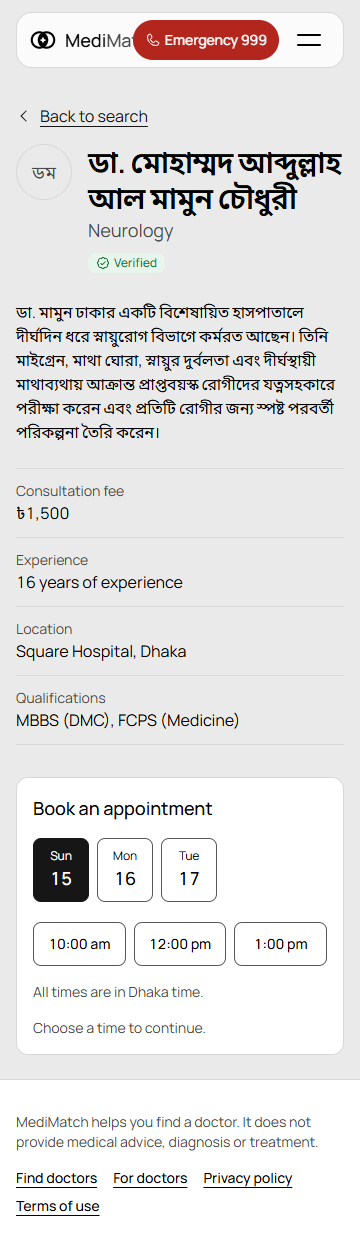 MediMat
Emergency 999
Back to search
ডম
ডা. মোহাম্মদ আব্দুল্লাহ
আল মামুন চৌধুরী
Neurology
Verified
ডা. মামুন ঢাকার একটি বিশেষায়িত হাসপাতালে
দীর্ঘদিন ধরে স্নায়ুরোগ বিভাগে কর্মরত আছেন। তিনি
মাইগ্রেন, মাথা ঘোরা, স্নায়ুর দুর্বলতা এবং দীর্ঘস্থায়ী
মাথাব্যথায় আক্রান্ত প্রাপ্তবয়স্ক রোগীদের যত্নসহকারে
পরীক্ষা করেন এবং প্রতিটি রোগীর জন্য স্পষ্ট পরবর্তী
পরিকল্পনা তৈরি করেন।
Consultation fee
৳1,500
Experience
16 years of experience
Location
Square Hospital, Dhaka
Qualifications
MBBS (DMC), FCPS (Medicine)
Book an appointment
Sun Mon Tue
15 16 17
10:00 am 12:00 pm 1:00 pm
All times are in Dhaka time.
Choose a time to continue.
MediMatch helps you find a doctor. It does not
provide medical advice, diagnosis or treatment.
Find doctors For doctors Privacy policy
Terms of use